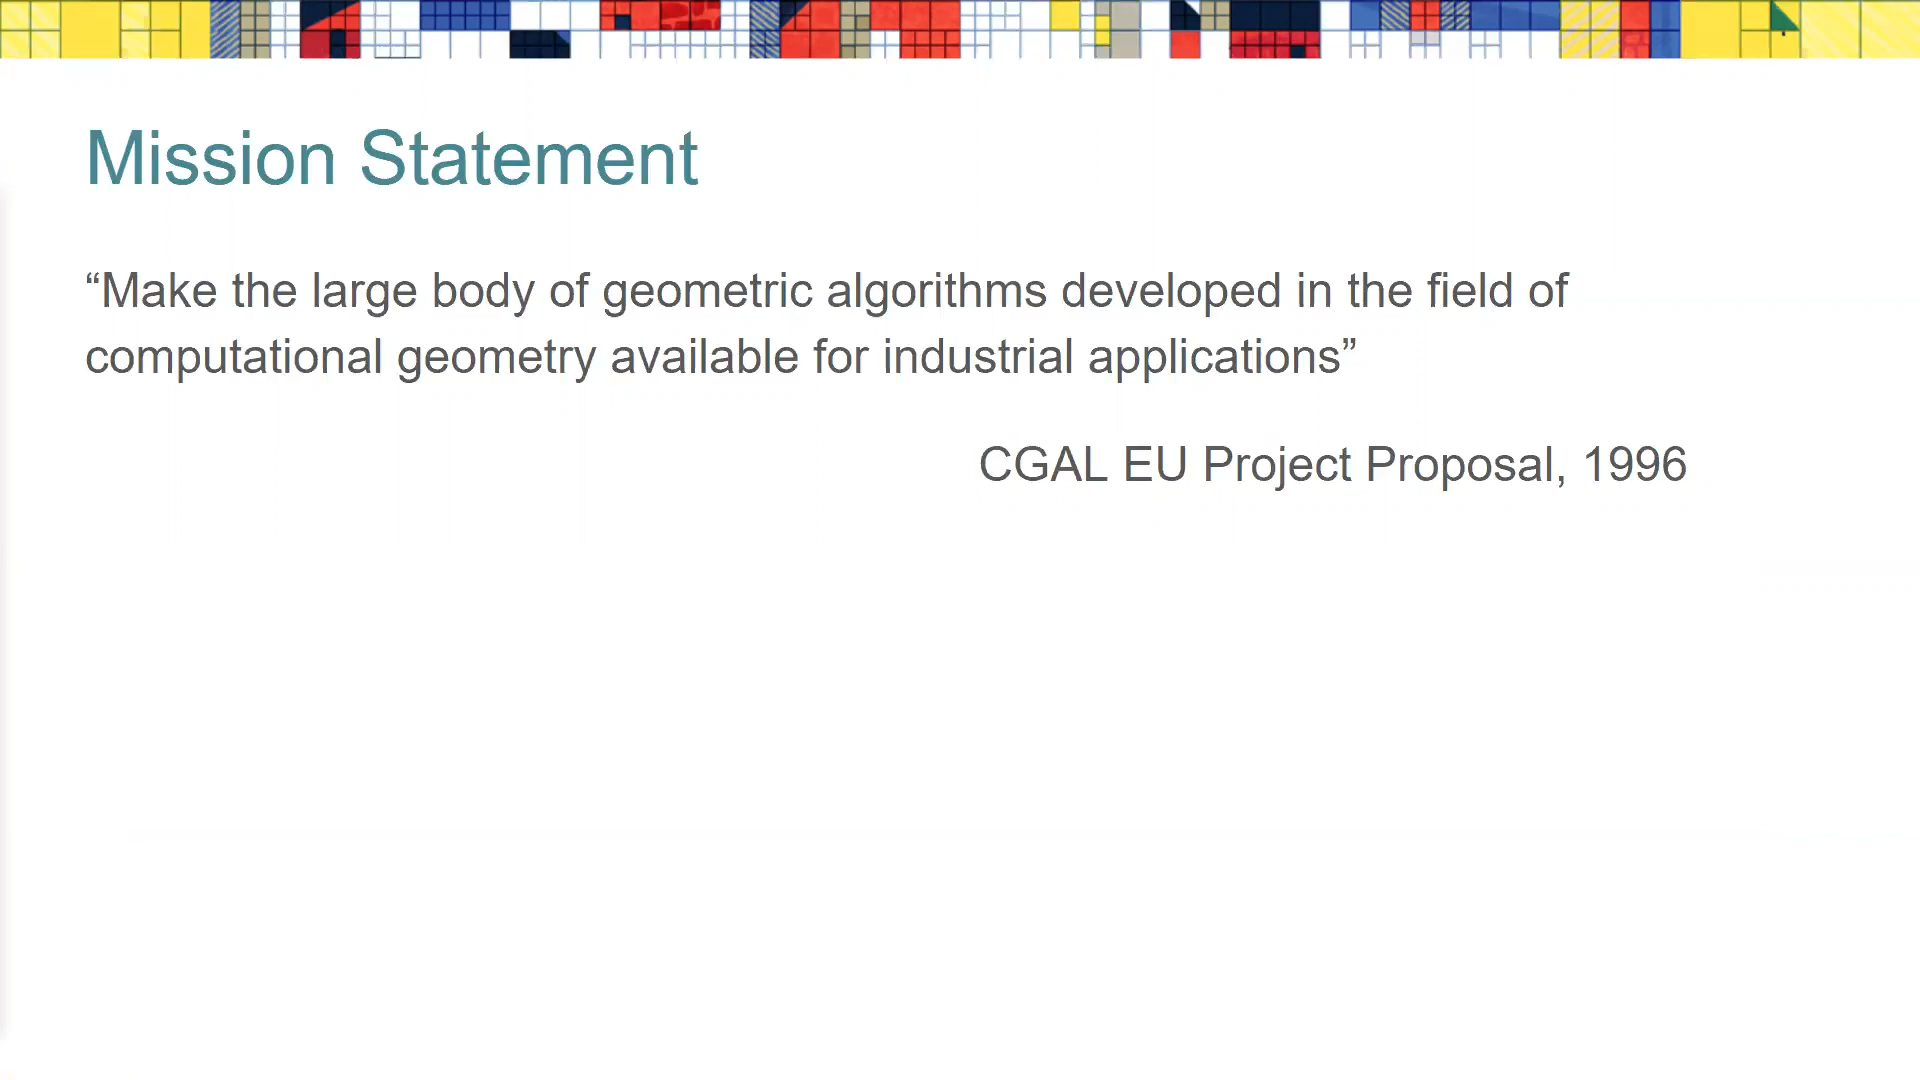 Mission Statement
“Make the large body of geometric algorithms developed in the field of
computational geometry available for industrial applications”
CGAL EU Project Proposal, 1996